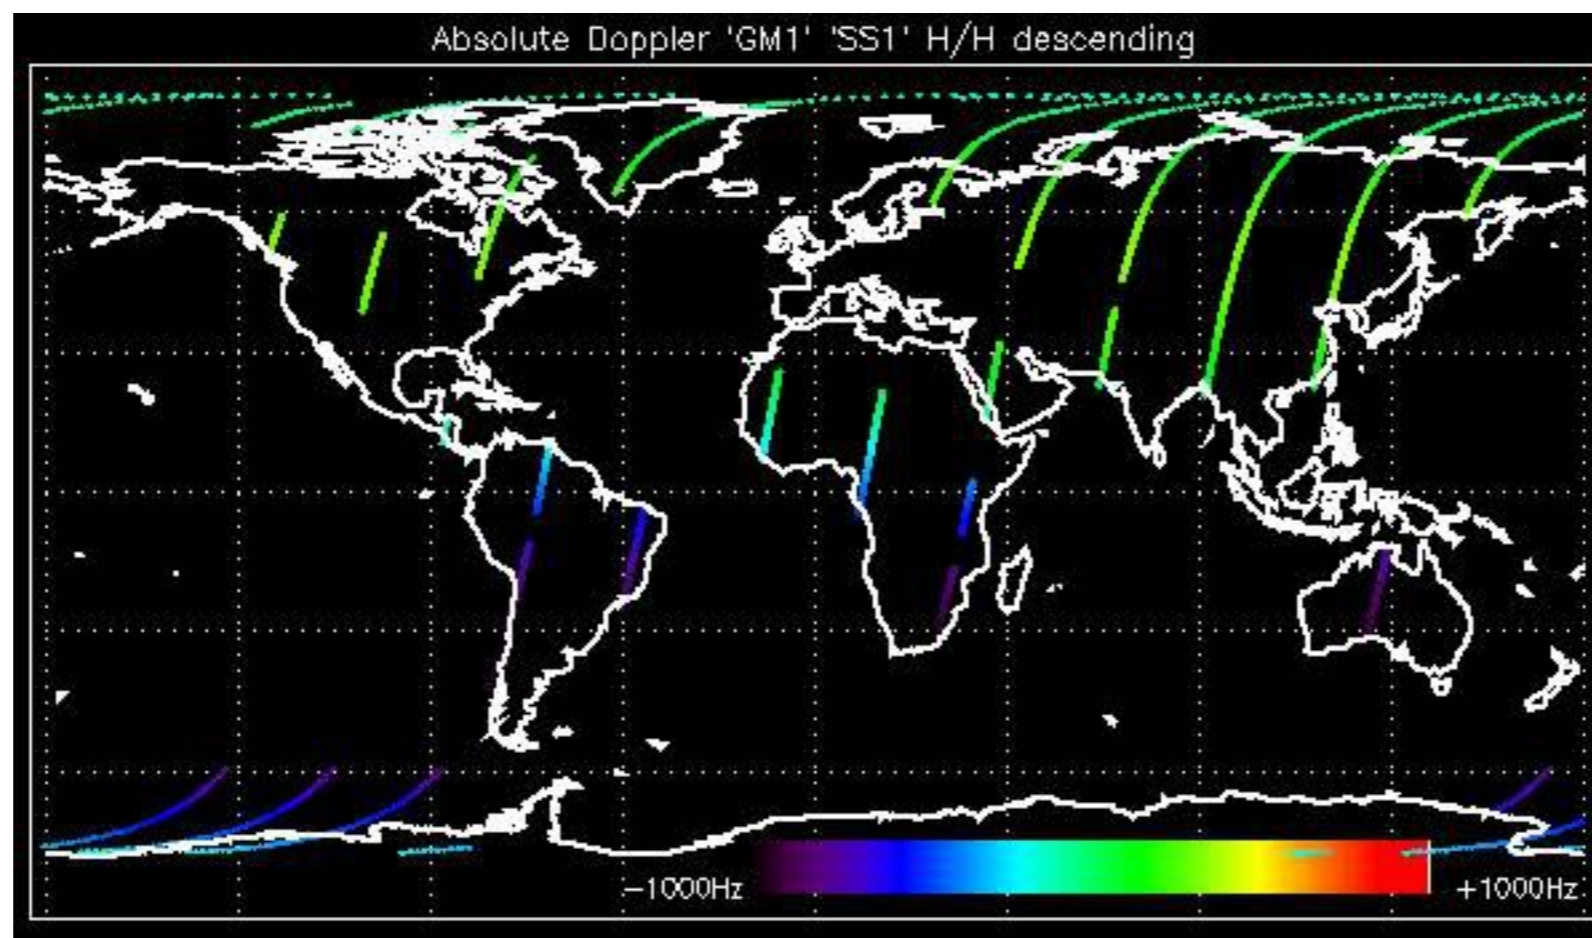 Absolute Doppler 'GM1' 'SS1' H/H descending
-1000Hz +1000Hz